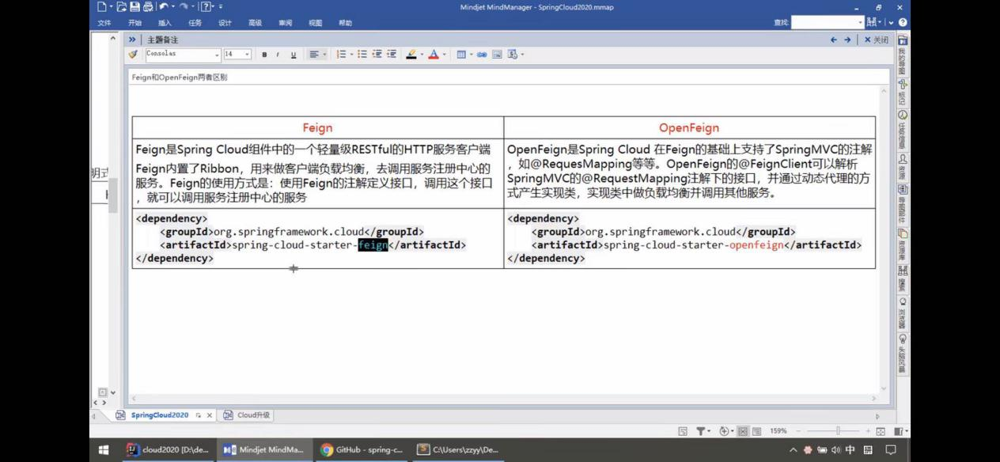 Mindjet MindManager - SpringCloud2020.mmap
文件 开始 插入 任务 设计 高级 审阅 视图 帮助 查找:
主题备注 关闭
Consolas 14 B I U A
Feign和OpenFeign两者区别
Feign
Feign是Spring Cloud组件中的一个轻量级RESTful的HTTP服务客户端
Feign内置了Ribbon，用来做客户端负载均衡，去调用服务注册中心的
服务。Feign的使用方式是：使用Feign的注解定义接口，调用这个接口
，就可以调用服务注册中心的服务
<dependency>
<groupId>org.springframework.cloud</groupId>
<artifactId>spring-cloud-starter-feign</artifactId>
</dependency>
OpenFeign
OpenFeign是Spring Cloud 在Feign的基础上支持了SpringMVC的注解
，如@RequesMapping等等。OpenFeign的@FeignClient可以解析
SpringMVC的@RequestMapping注解下的接口，并通过动态代理的方
式产生实现类，实现类中做负载均衡并调用其他服务。
<dependency>
<groupId>org.springframework.cloud</groupId>
<artifactId>spring-cloud-starter-openfeign</artifactId>
</dependency>
我的导图
标记
任务信息
资源
导图部件
资源库
搜索
浏览器
头脑风暴
SpringCloud2020 Cloud升级
159%
cloud2020 [D:\de... Mindjet MindMa... GitHub - spring-c... C:\Users\zzyy\De... 中